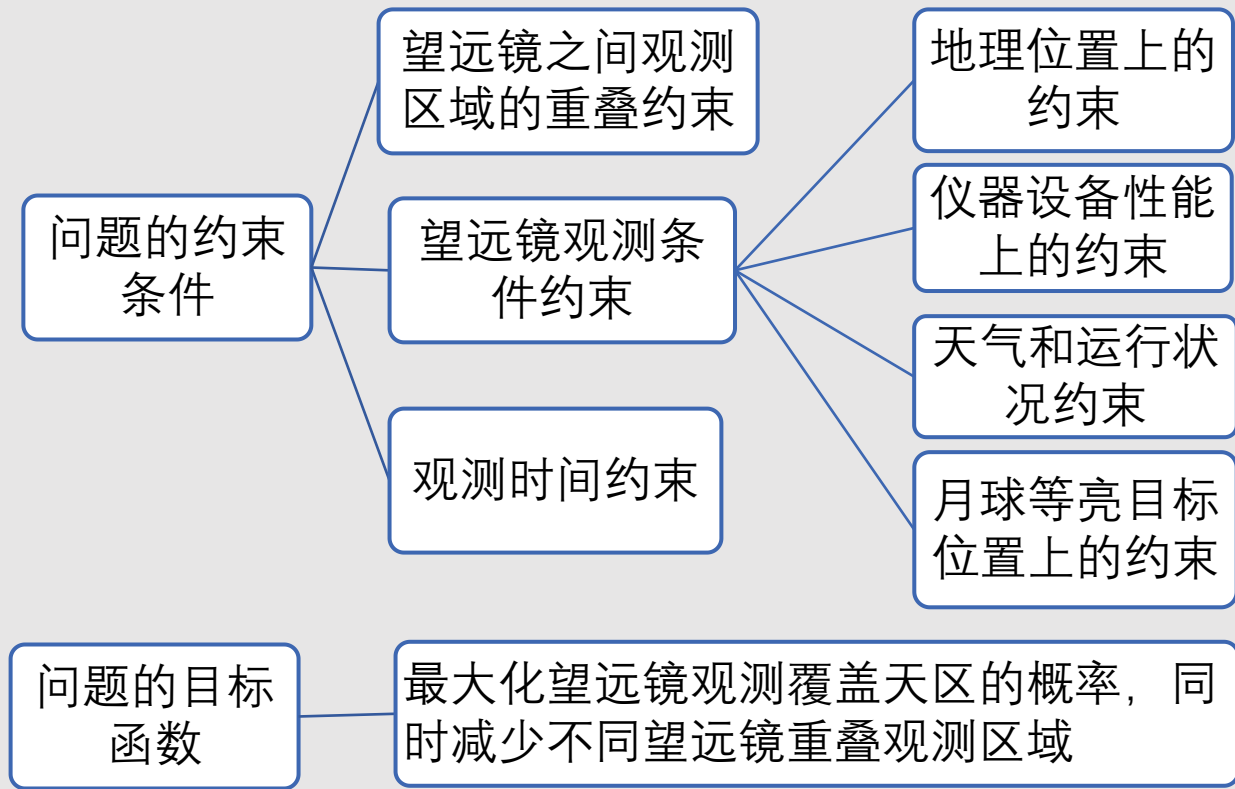 问题的约束
条件
望远镜之间观测
区域的重叠约束
望远镜观测条
件约束
观测时间约束
地理位置上的
约束
仪器设备性能
上的约束
天气和运行状
况约束
月球等亮目标
位置上的约束
问题的目标
函数
最大化望远镜观测覆盖天区的概率，同
时减少不同望远镜重叠观测区域